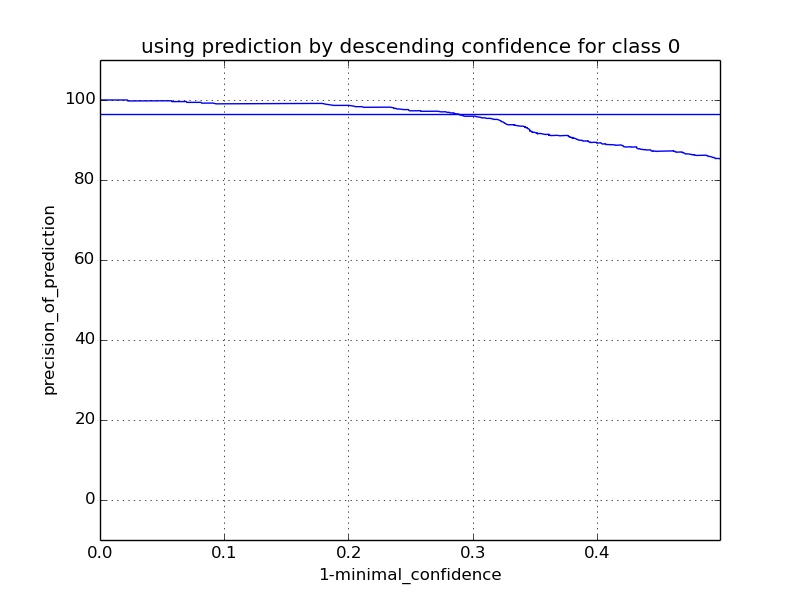 using prediction by descending confidence for class 0
100
80
60
40
20
0
precision_of_prediction
0.0 0.1 0.2 0.3 0.4
1-minimal_confidence